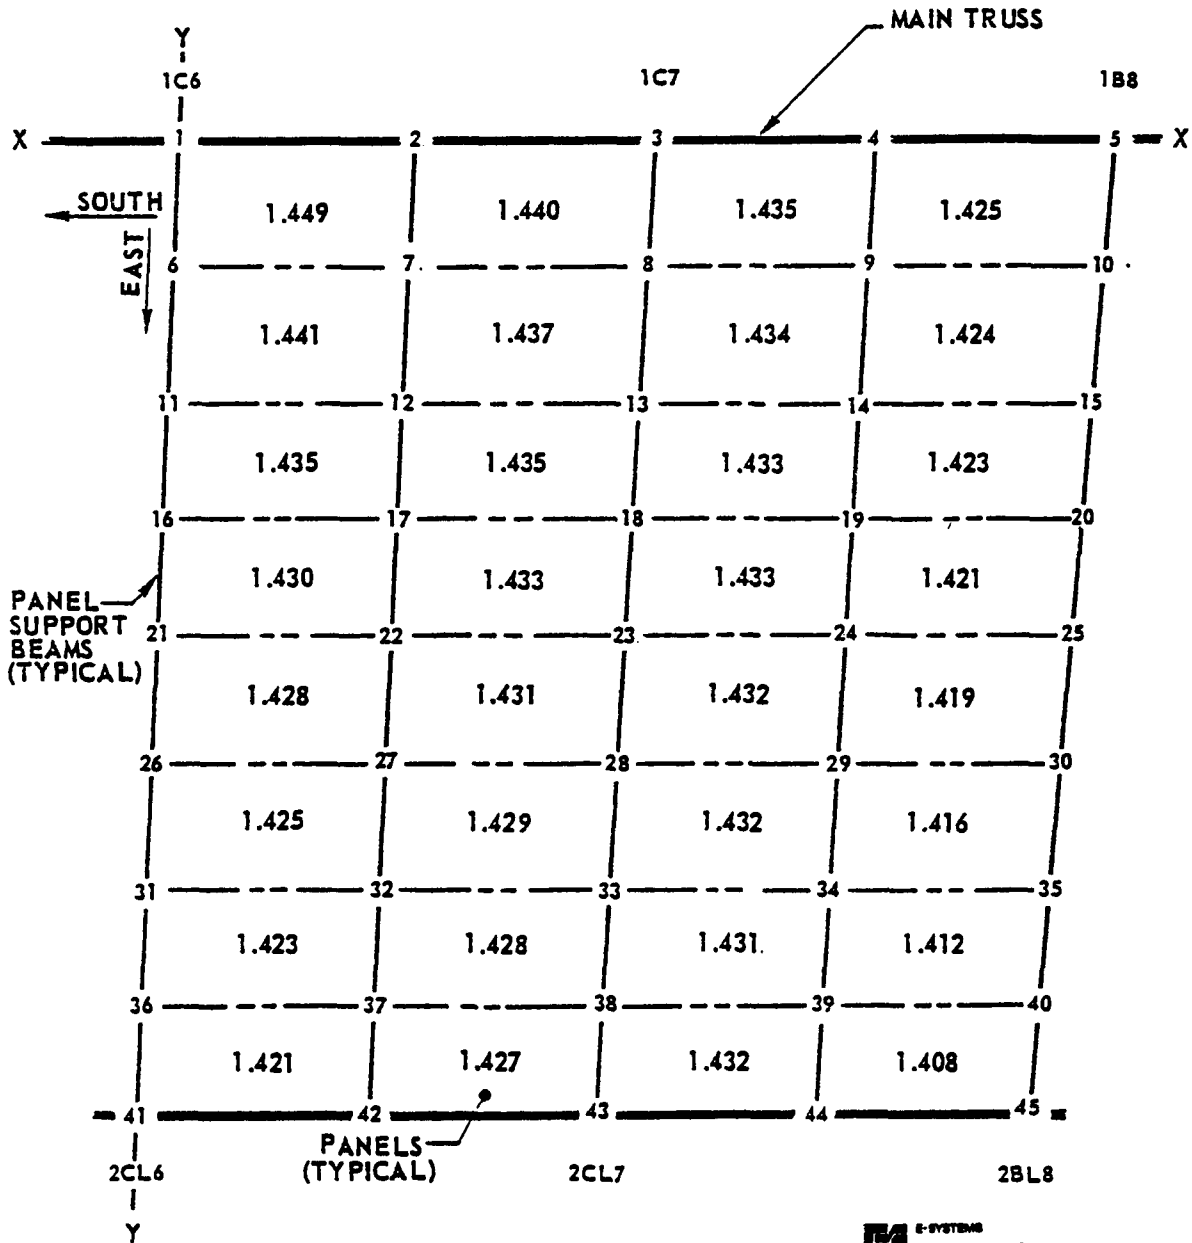 MAIN TRUSS
Y
1C6 1C7 1B8
X 1 2 3 4 5 X
SOUTH
1.449 1.440 1.435 1.425
EAST
6 7 8 9 10
1.441 1.437 1.434 1.424
11 12 13 14 15
1.435 1.435 1.433 1.423
16 17 18 19 20
1.430 1.433 1.433 1.421
PANEL
SUPPORT
BEAMS
(TYPICAL)
21 22 23 24 25
1.428 1.431 1.432 1.419
26 27 28 29 30
1.425 1.429 1.432 1.416
31 32 33 34 35
1.423 1.428 1.431 1.412
36 37 38 39 40
1.421 1.427 1.432 1.408
41 42 43 44 45
PANELS
(TYPICAL)
2CL6 2CL7 2BL8
Y
E-SYSTEMS